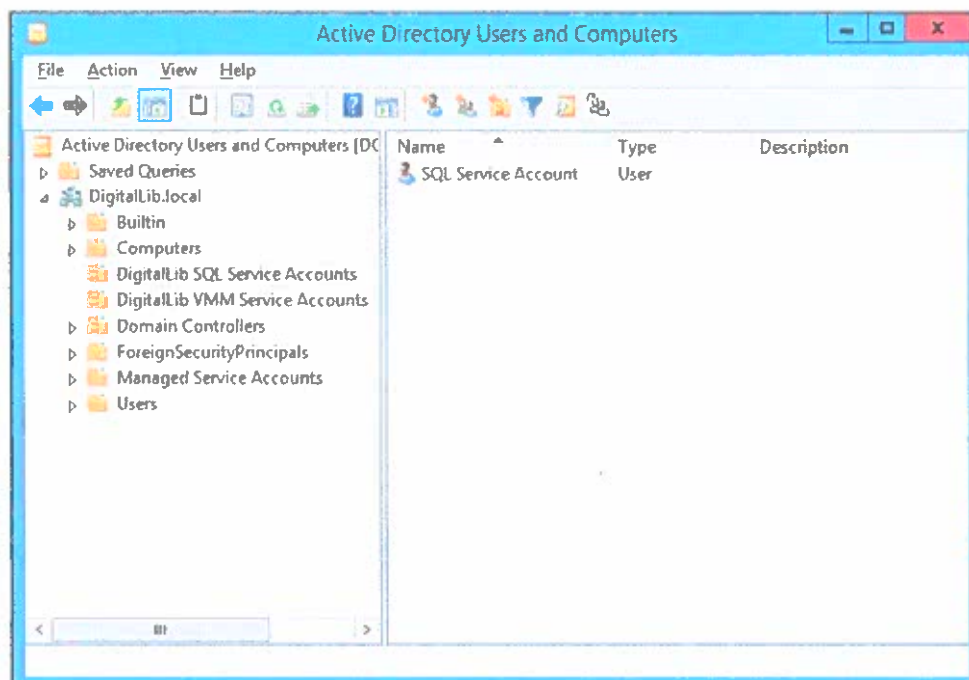 Active Directory Users and Computers
File Action View Help
Active Directory Users and Computers [DC
Saved Queries
DigitalLib.local
Builtin
Computers
DigitalLib SQL Service Accounts
DigitalLib VMM Service Accounts
Domain Controllers
ForeignSecurityPrincipals
Managed Service Accounts
Users
Name Type Description
SQL Service Account User